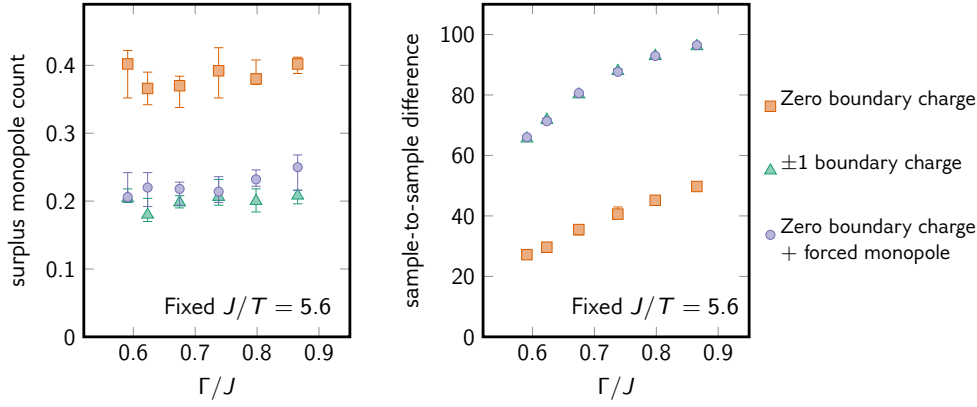 surplus monopole count
0.4
0.3
0.2
0.1
0
0.6
0.7
0.8
0.9
Γ/J
Fixed J/T = 5.6
sample-to-sample difference
100
80
60
40
20
0
0.6
0.7
0.8
0.9
Γ/J
Fixed J/T = 5.6
Zero boundary charge
±1 boundary charge
Zero boundary charge
+ forced monopole